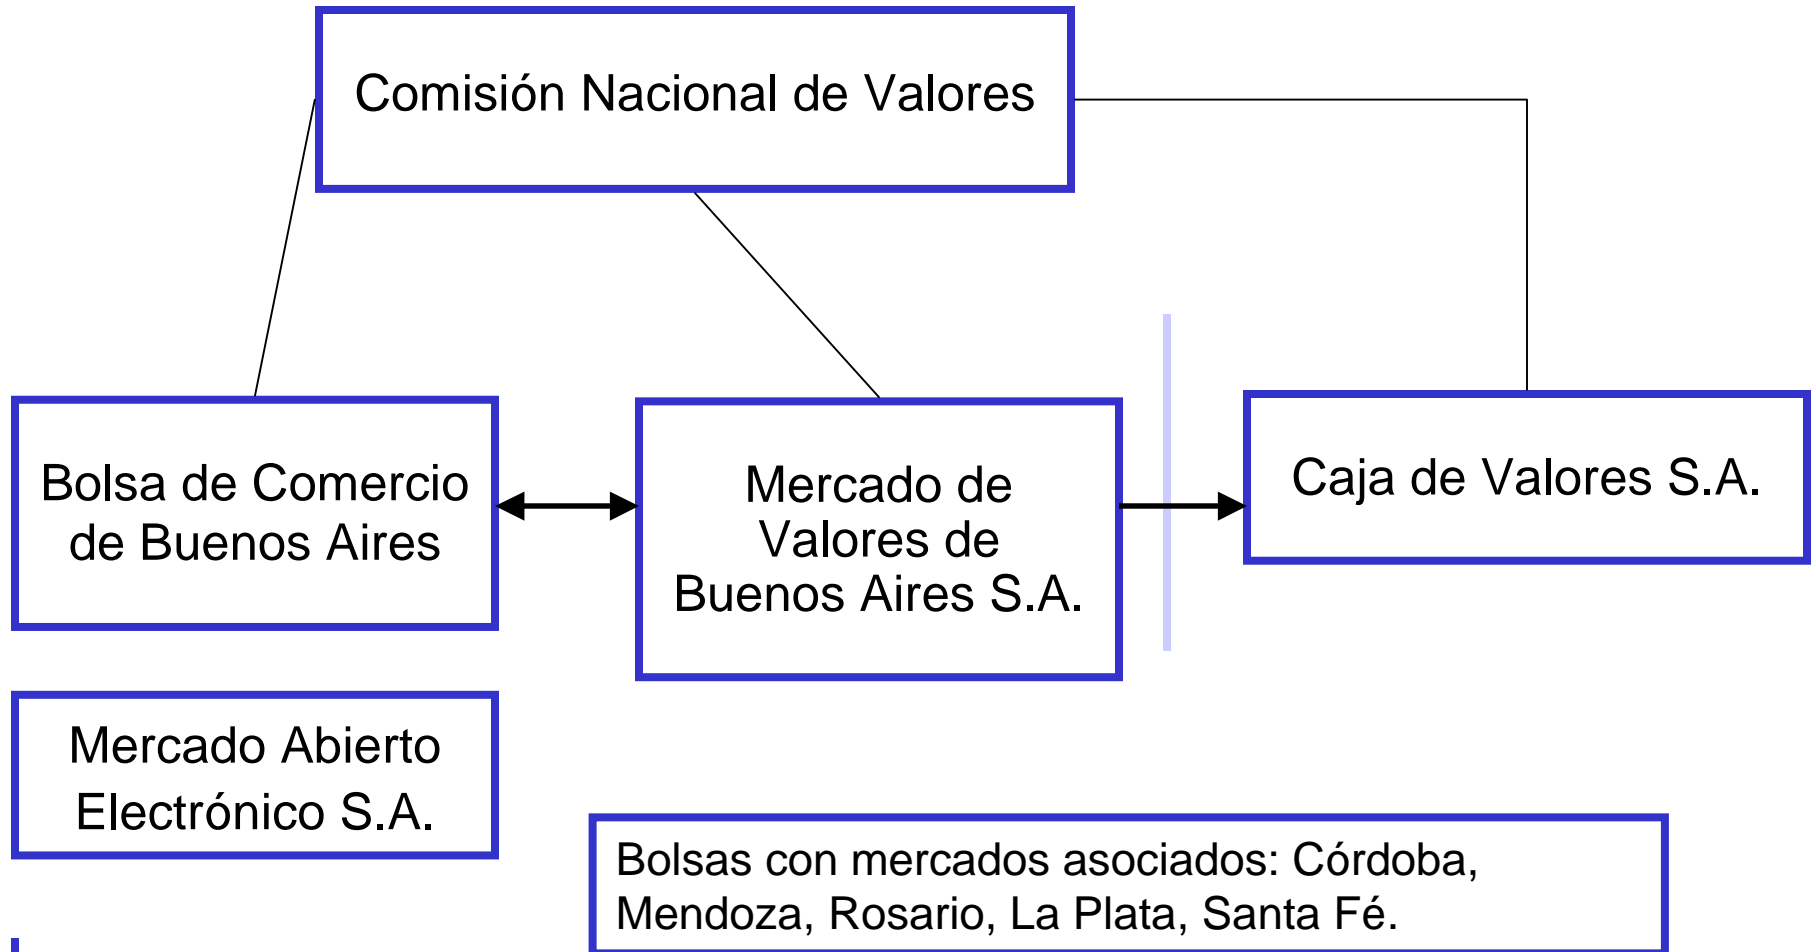 Comisión Nacional de Valores
Bolsa de Comercio
de Buenos Aires
Mercado de
Valores de
Buenos Aires S.A.
Caja de Valores S.A.
Mercado Abierto
Electrónico S.A.
Bolsas con mercados asociados: Córdoba,
Mendoza, Rosario, La Plata, Santa Fé.